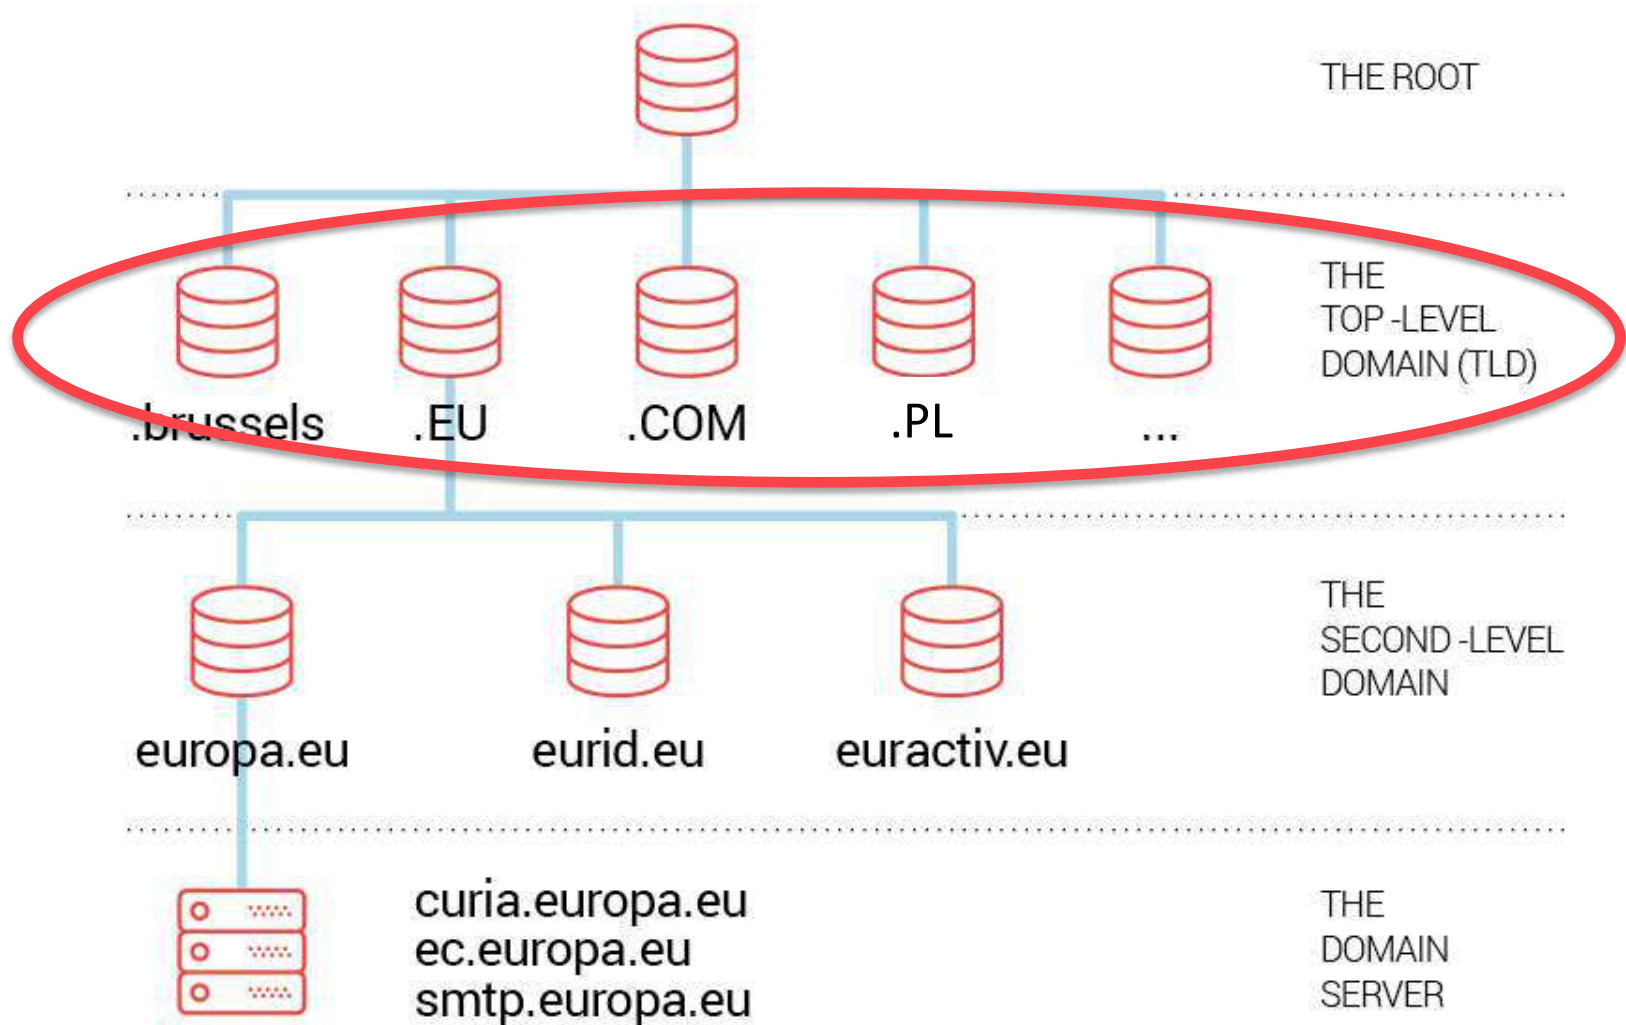 THE ROOT
THE
TOP -LEVEL
DOMAIN (TLD)
.brussels
.EU
.COM
.PL
...
THE
SECOND -LEVEL
DOMAIN
europa.eu
eurid.eu
euractiv.eu
curia.europa.eu
ec.europa.eu
smtp.europa.eu
THE
DOMAIN
SERVER